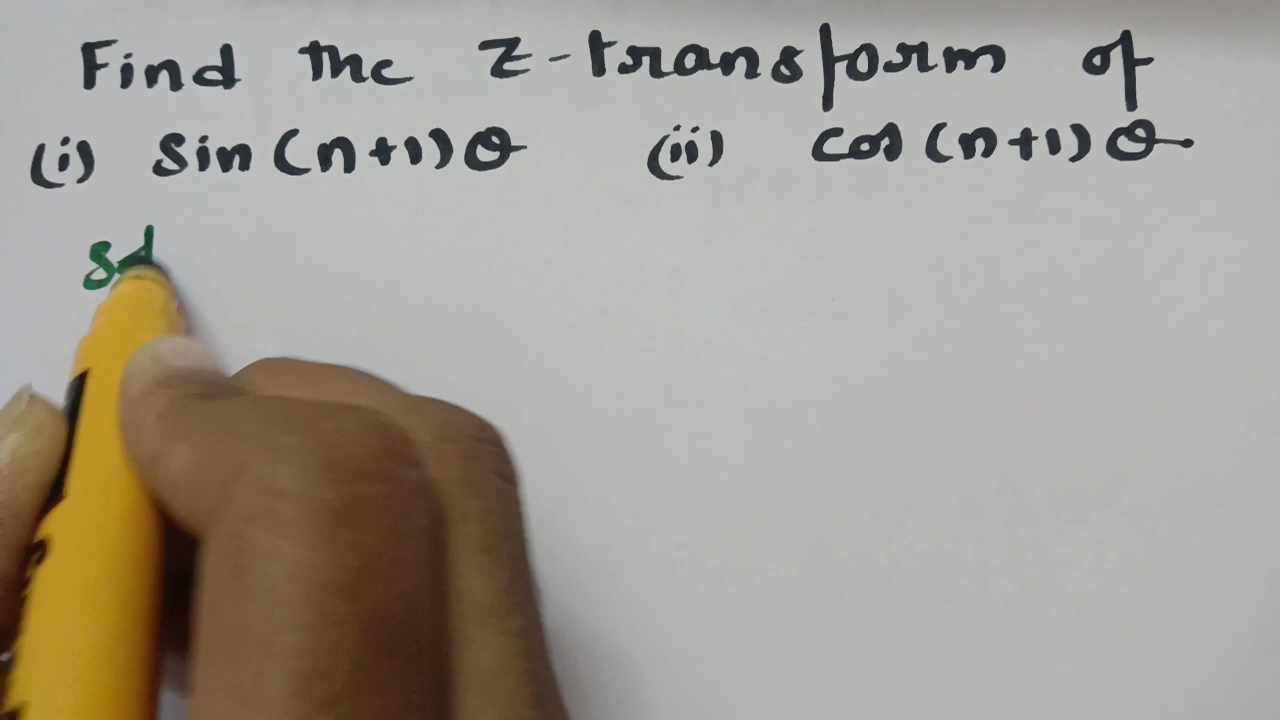 Find the Z-transform of
(i) sin(n+1)θ (ii) cos(n+1)θ